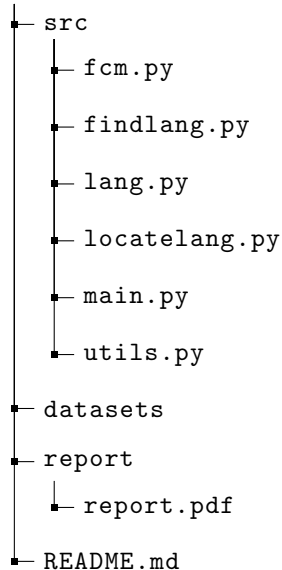 src
fcm.py
findlang.py
lang.py
locatelang.py
main.py
utils.py
datasets
report
report.pdf
README.md